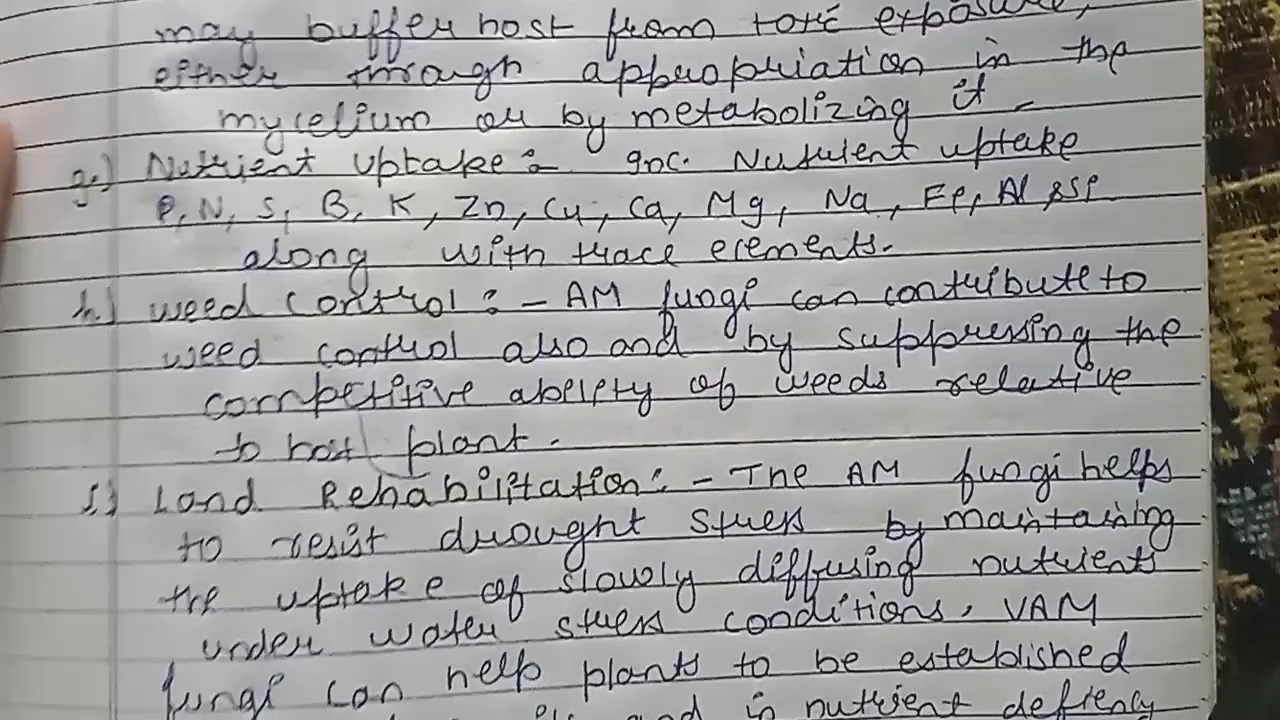 may buffer host from toxic exposure,
either through appropriation in the
mycelium or by metabolizing it
g.) Nutrient uptake :- Inc. Nutrient uptake
P, N, S, B, K, Zn, Cu, Ca, Mg, Na, Fe, Al & Si
along with trace elements.
h.) Weed control :- AM fungi can contribute to
weed control also and by suppressing the
competitive ability of weeds relative
to host plant.
i.) Land Rehabilitation :- The AM fungi helps
to resist drought stress by maintaining
the uptake of slowly diffusing nutrients
under water stress conditions, VAM
fungi can help plants to be established
and in nutrient defiency